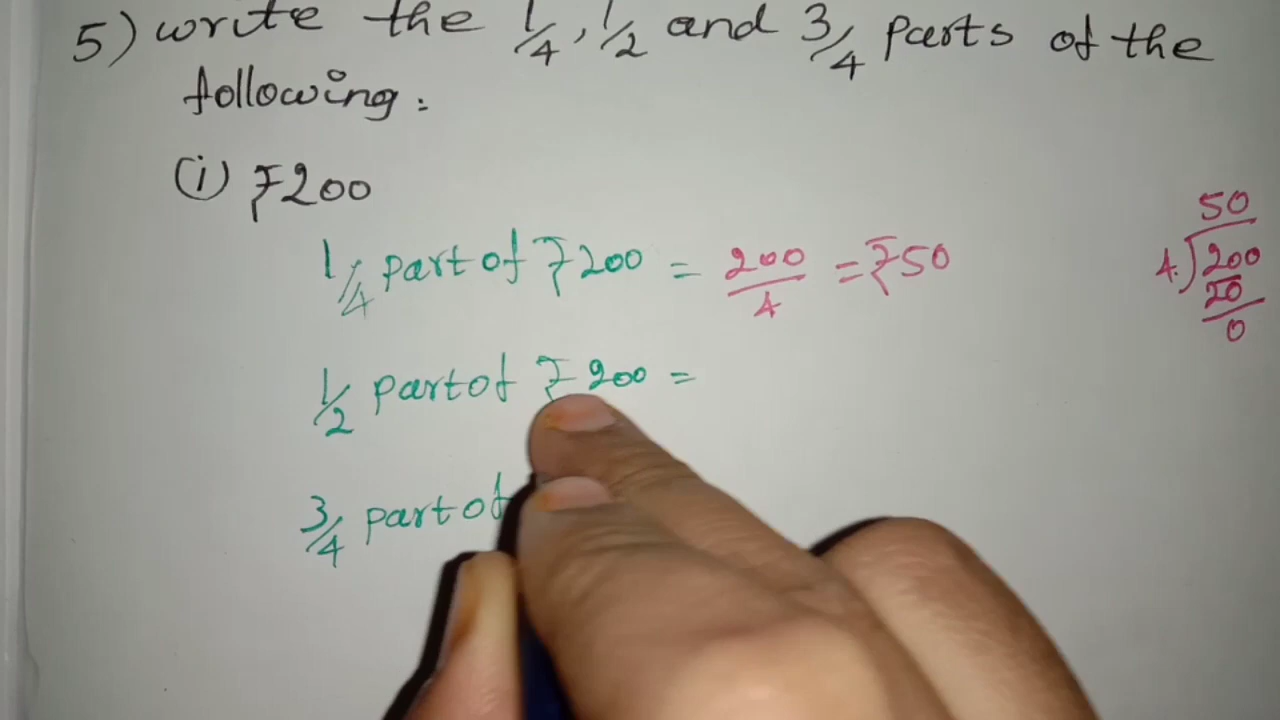 5) write the 1/4, 1/2 and 3/4 parts of the
following:
(i) ₹200
1/4 part of ₹200 = 200/4 = ₹50
1/2 part of ₹200 =
3/4 part of
50
4)200
20
0